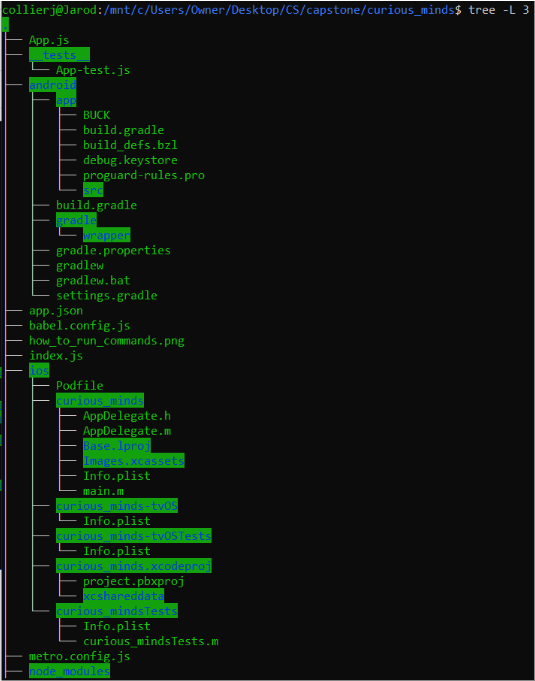 collierj@Jarod:/mnt/c/Users/Owner/Desktop/CS/capstone/curious_minds$ tree -L 3
.
├── App.js
├── __tests__
│   └── App-test.js
├── android
│   ├── app
│   │   ├── BUCK
│   │   ├── build.gradle
│   │   ├── build_defs.bzl
│   │   ├── debug.keystore
│   │   ├── proguard-rules.pro
│   │   └── src
│   ├── build.gradle
│   ├── gradle
│   │   └── wrapper
│   ├── gradle.properties
│   ├── gradlew
│   ├── gradlew.bat
│   └── settings.gradle
├── app.json
├── babel.config.js
├── how_to_run_commands.png
├── index.js
├── ios
│   ├── Podfile
│   ├── curious_minds
│   │   ├── AppDelegate.h
│   │   ├── AppDelegate.m
│   │   ├── Base.lproj
│   │   ├── Images.xcassets
│   │   ├── Info.plist
│   │   └── main.m
│   ├── curious_minds-tvOS
│   │   └── Info.plist
│   ├── curious_minds-tvOSTests
│   │   └── Info.plist
│   ├── curious_minds.xcodeproj
│   │   ├── project.pbxproj
│   │   └── xcshareddata
│   └── curious_mindsTests
│       ├── Info.plist
│       └── curious_mindsTests.m
├── metro.config.js
├── node_modules